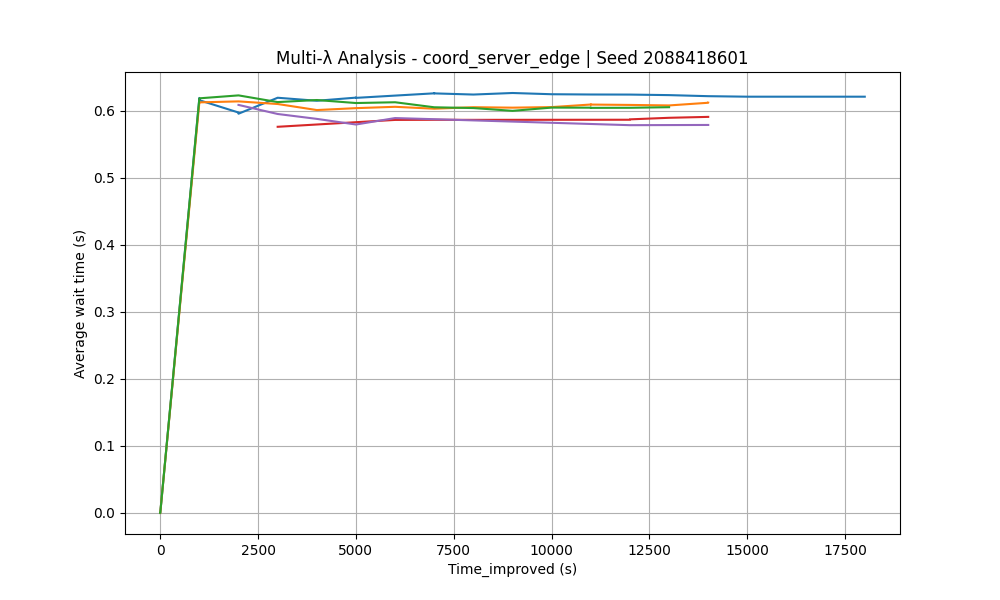 Multi-λ Analysis - coord_server_edge | Seed 2088418601
Average wait time (s)
0.6
0.5
0.4
0.3
0.2
0.1
0.0
0 2500 5000 7500 10000 12500 15000 17500
Time_improved (s)